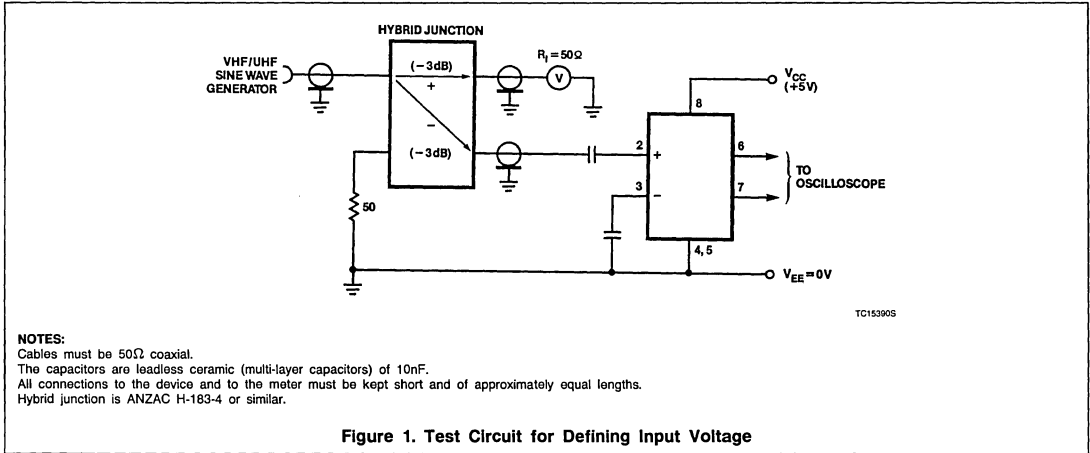 HYBRID JUNCTION
VHF/UHF
SINE WAVE
GENERATOR
(−3dB)
+
−
(−3dB)
RI=50Ω
V
50
2
+
3
−
8
VCC
(+5V)
6
7
TO
OSCILLOSCOPE
4, 5
VEE=0V
TC15390S
NOTES:
Cables must be 50Ω coaxial.
The capacitors are leadless ceramic (multi-layer capacitors) of 10nF.
All connections to the device and to the meter must be kept short and of approximately equal lengths.
Hybrid junction is ANZAC H-183-4 or similar.
Figure 1. Test Circuit for Defining Input Voltage